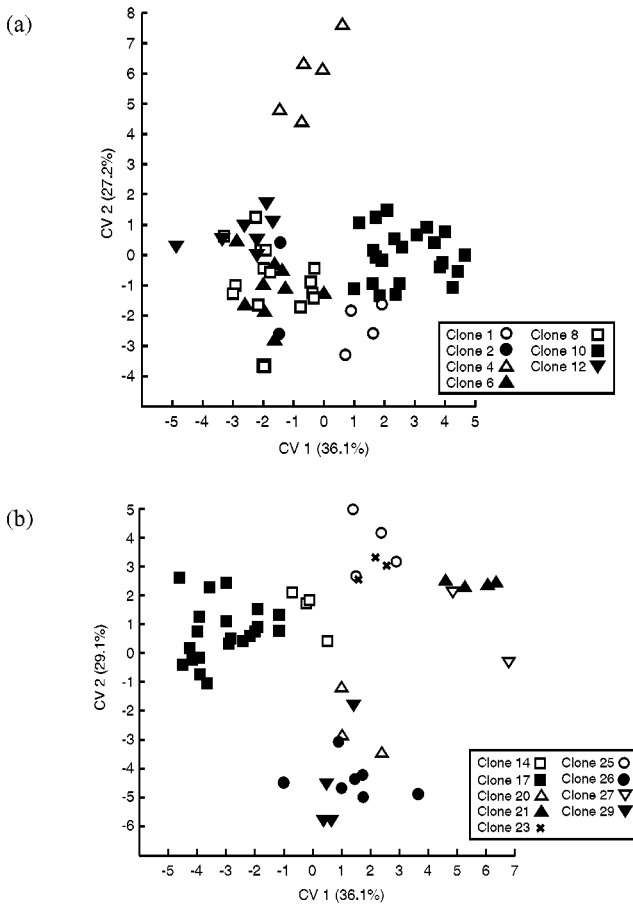 (a)
8
7
6
5
4
3
2
1
0
-1
-2
-3
-4
CV 2 (27.2%)
-5 -4 -3 -2 -1 0 1 2 3 4 5
CV 1 (36.1%)
Clone 1 Clone 8
Clone 2 Clone 10
Clone 4 Clone 12
Clone 6
(b)
5
4
3
2
1
0
-1
-2
-3
-4
-5
-6
CV 2 (29.1%)
-5 -4 -3 -2 -1 0 1 2 3 4 5 6 7
CV 1 (36.1%)
Clone 14 Clone 25
Clone 17 Clone 26
Clone 20 Clone 27
Clone 21 Clone 29
Clone 23